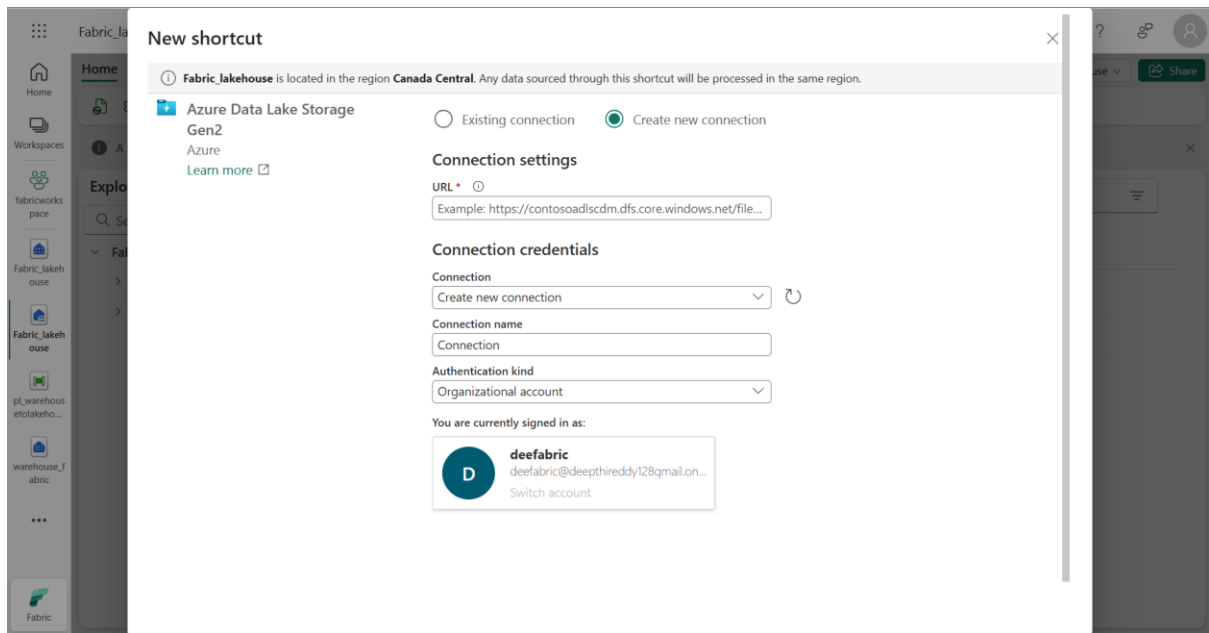 Fabric_la
New shortcut
?
Home
Home
use
Share
Fabric_lakehouse is located in the region Canada Central. Any data sourced through this shortcut will be processed in the same region.
Azure Data Lake Storage
Gen2
Azure
Learn more
Existing connection
Create new connection
Workspaces
A
Connection settings
URL *
Example: https://contosoadlscdm.dfs.core.windows.net/file...
fabricworks
pace
Explo
Se
Fal
Connection credentials
Fabric_lakeh
ouse
Connection
Create new connection
Connection name
Connection
Fabric_lakeh
ouse
Authentication kind
Organizational account
pl_warehous
etolakeho...
You are currently signed in as:
D
deefabric
deefabric@deepthireddy128gmail.on...
Switch account
warehouse_f
abric
Fabric